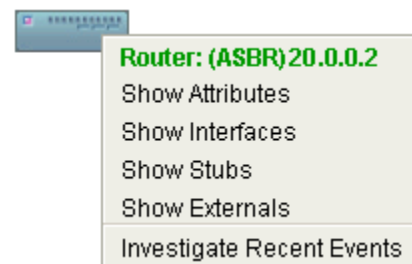 Router: (ASBR)20.0.0.2
Show Attributes
Show Interfaces
Show Stubs
Show Externals
Investigate Recent Events